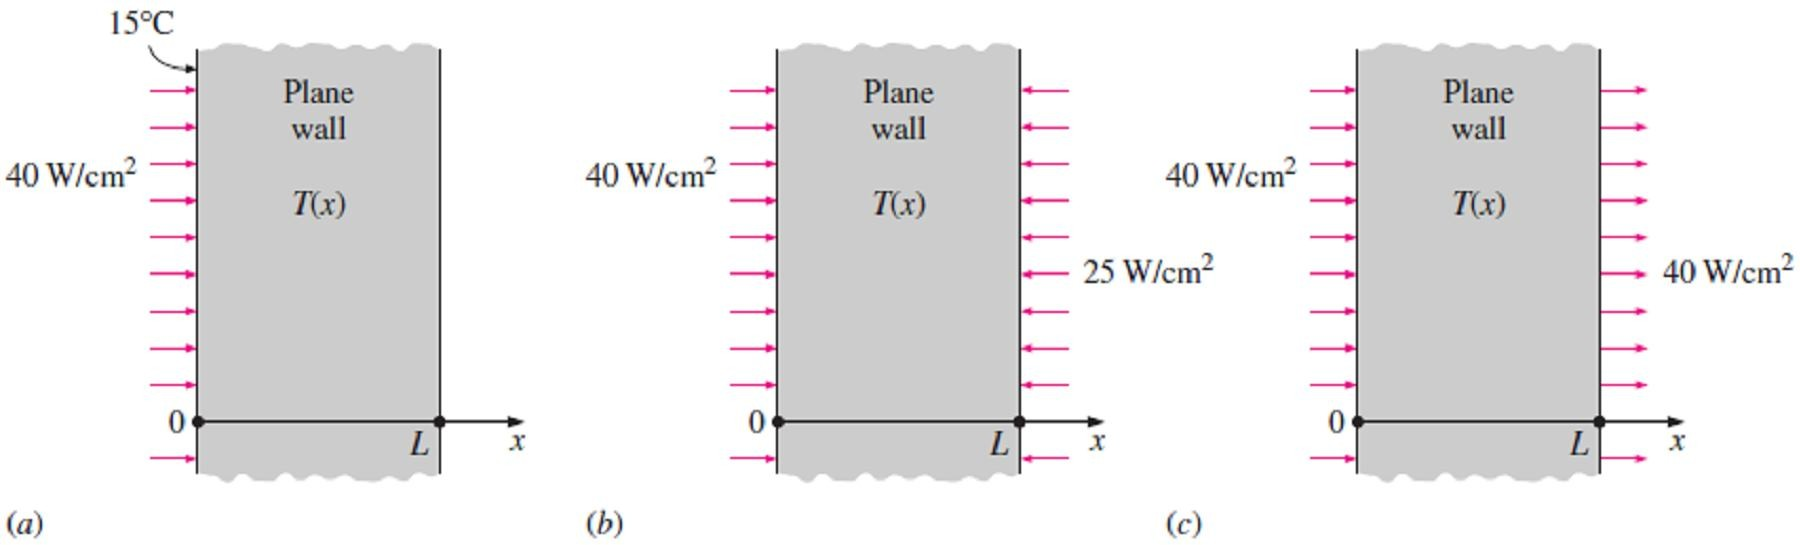 15°C
Plane
wall
40 W/cm²
T(x)
0
L
x
(a)
Plane
wall
40 W/cm²
T(x)
25 W/cm²
0
L
x
(b)
Plane
wall
40 W/cm²
T(x)
40 W/cm²
0
L
x
(c)